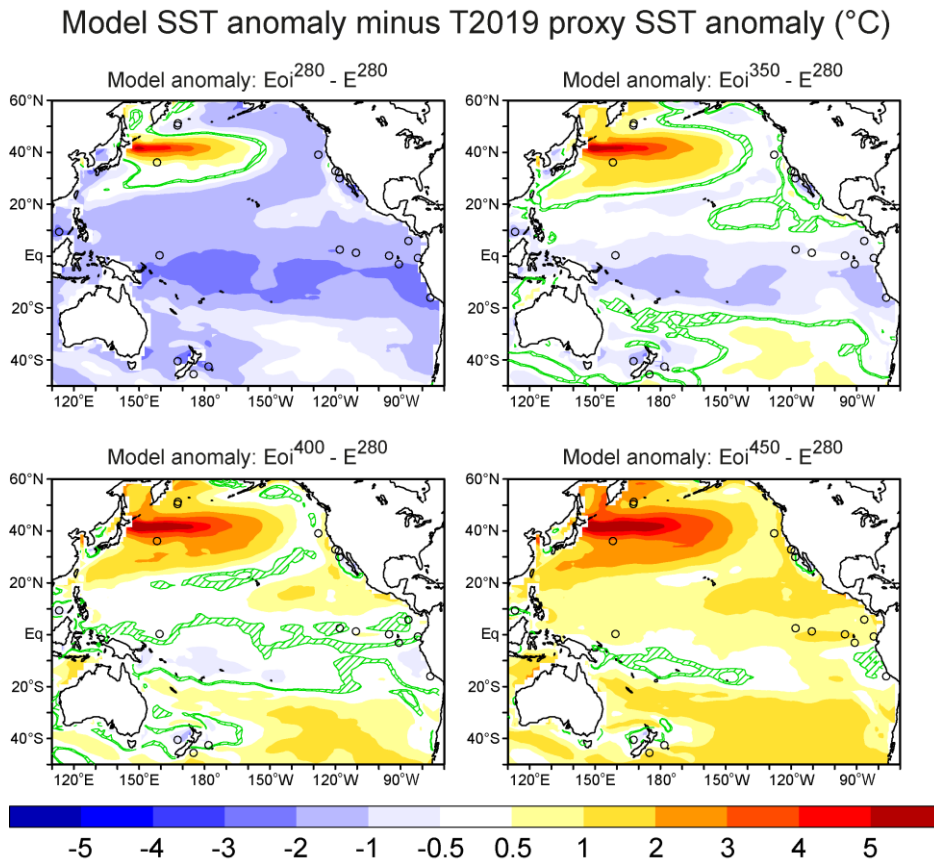 Model SST anomaly minus T2019 proxy SST anomaly (°C)
Model anomaly: Eoi280 - E280
Model anomaly: Eoi350 - E280
60°N
40°N
20°N
Eq
20°S
40°S
120°E 150°E 180°E 150°W 120°W 90°W
60°N
40°N
20°N
Eq
20°S
40°S
120°E 150°E 180°E 150°W 120°W 90°W
Model anomaly: Eoi400 - E280
Model anomaly: Eoi450 - E280
60°N
40°N
20°N
Eq
20°S
40°S
120°E 150°E 180°E 150°W 120°W 90°W
60°N
40°N
20°N
Eq
20°S
40°S
120°E 150°E 180°E 150°W 120°W 90°W
-5 -4 -3 -2 -1 -0.5 0.5 1 2 3 4 5